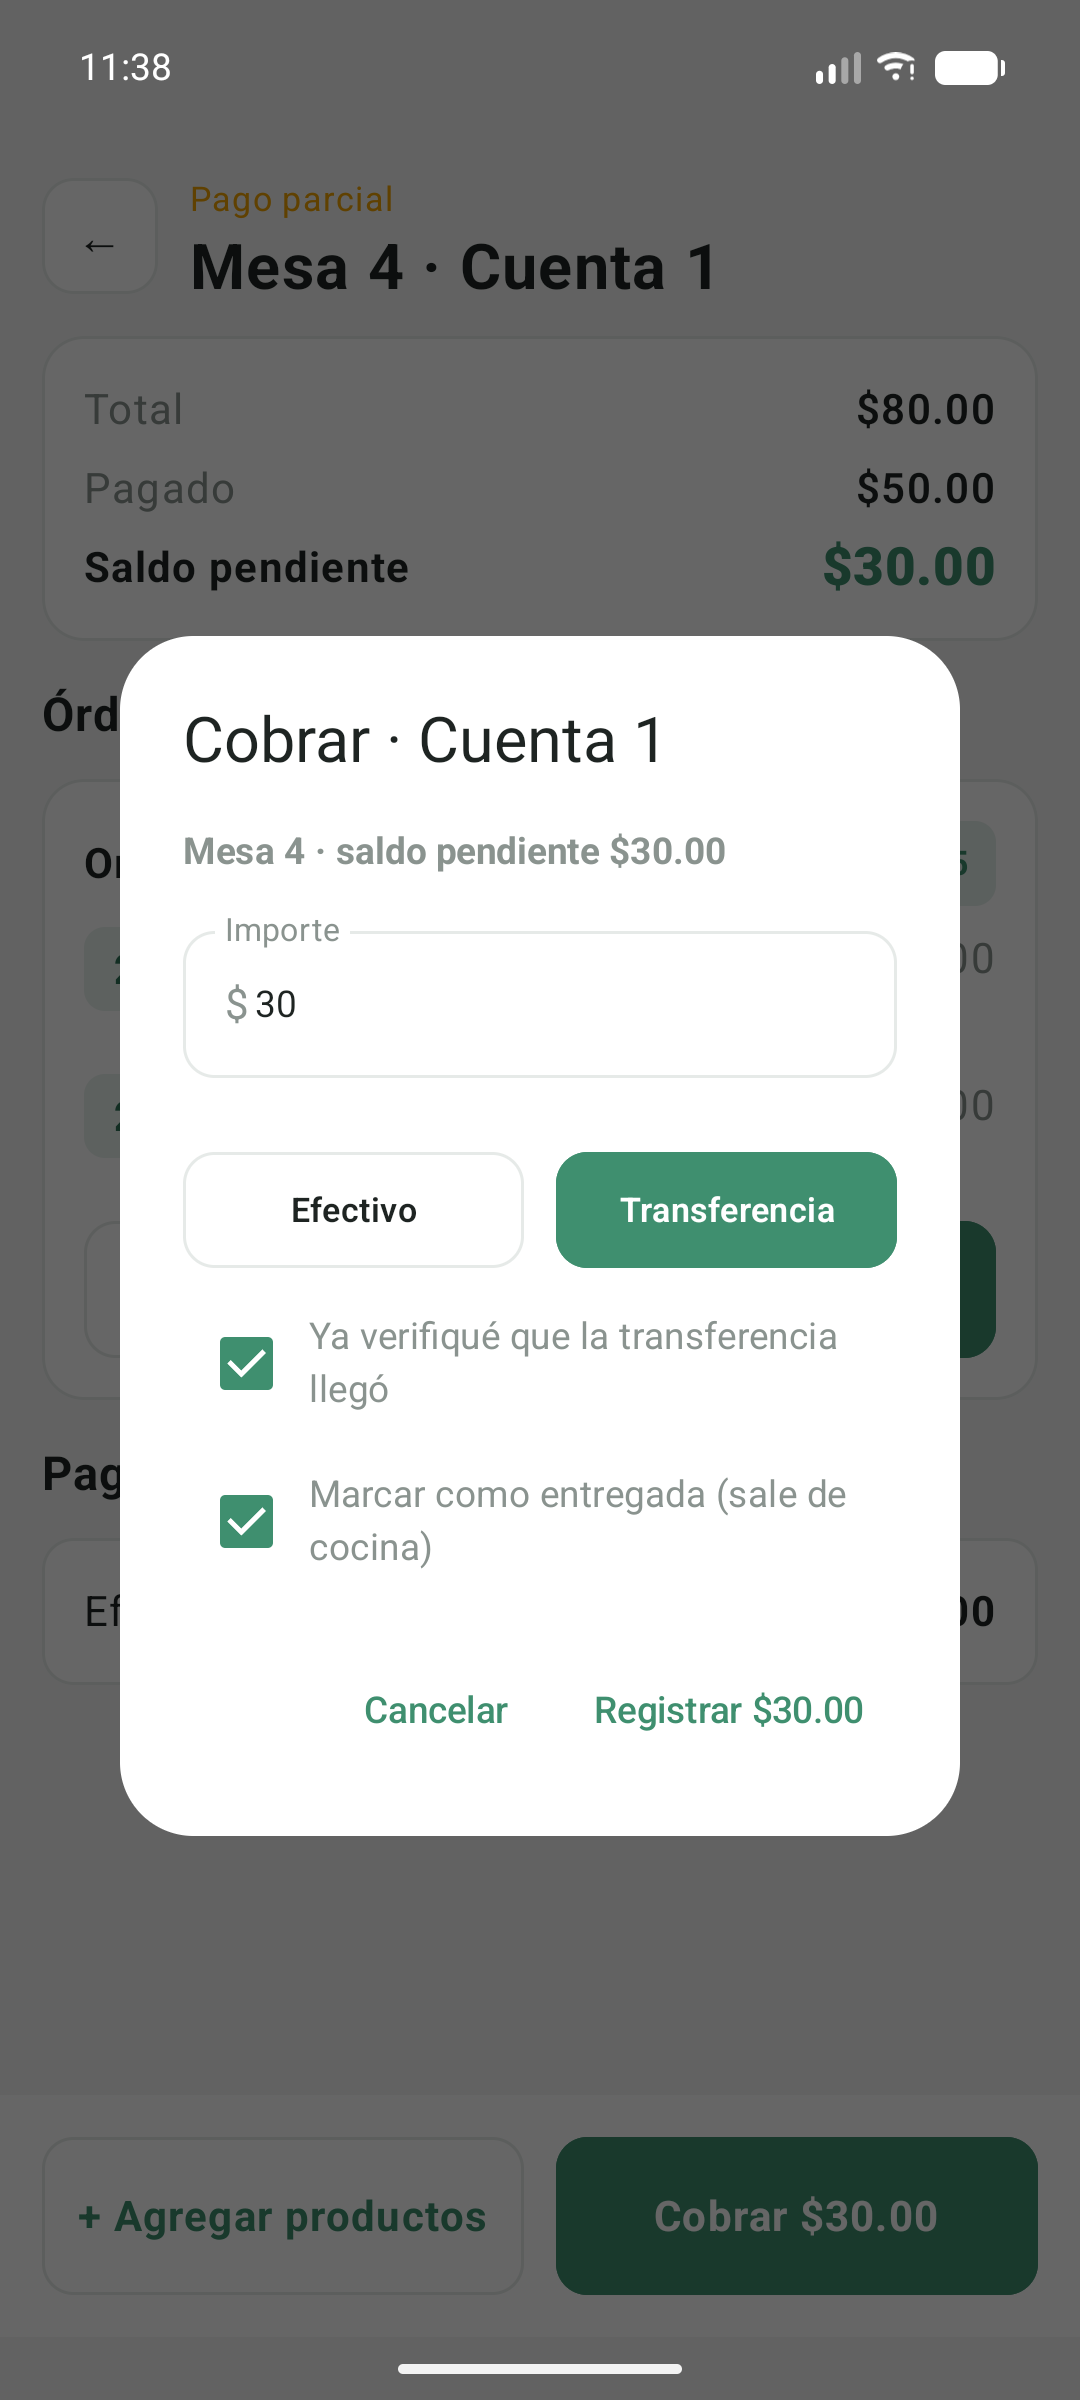 11:38
Pago parcial
←
Mesa 4 · Cuenta 1
Total $80.00
Pagado $50.00
Saldo pendiente $30.00
Cobrar · Cuenta 1
Mesa 4 · saldo pendiente $30.00
Importe
$ 30
Efectivo Transferencia
Ya verifiqué que la transferencia
llegó
Marcar como entregada (sale de
cocina)
Cancelar Registrar $30.00
+ Agregar productos Cobrar $30.00